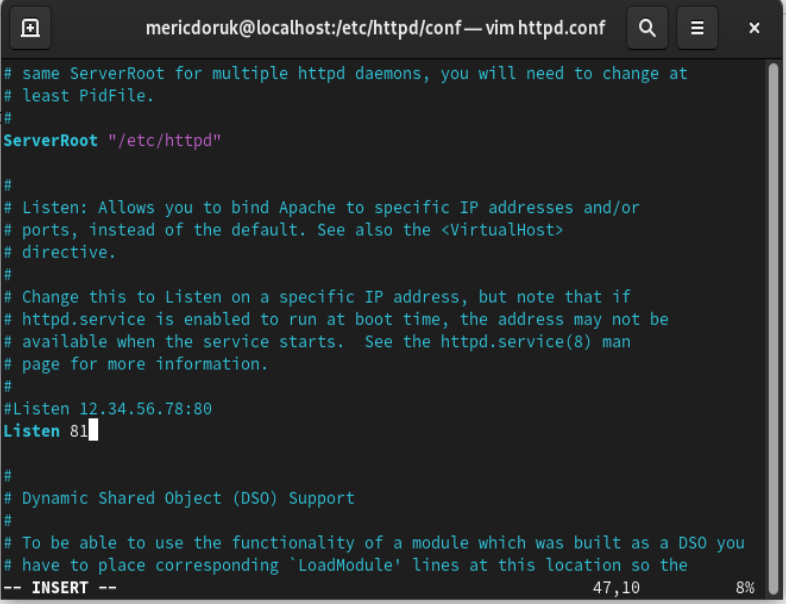 mericdoruk@localhost:/etc/httpd/conf — vim httpd.conf
# same ServerRoot for multiple httpd daemons, you will need to change at
# least PidFile.
#
ServerRoot "/etc/httpd"
#
# Listen: Allows you to bind Apache to specific IP addresses and/or
# ports, instead of the default. See also the <VirtualHost>
# directive.
#
# Change this to Listen on a specific IP address, but note that if
# httpd.service is enabled to run at boot time, the address may not be
# available when the service starts.  See the httpd.service(8) man
# page for more information.
#
#Listen 12.34.56.78:80
Listen 81
#
# Dynamic Shared Object (DSO) Support
#
# To be able to use the functionality of a module which was built as a DSO you
# have to place corresponding `LoadModule' lines at this location so the
-- INSERT -- 47,10 8%